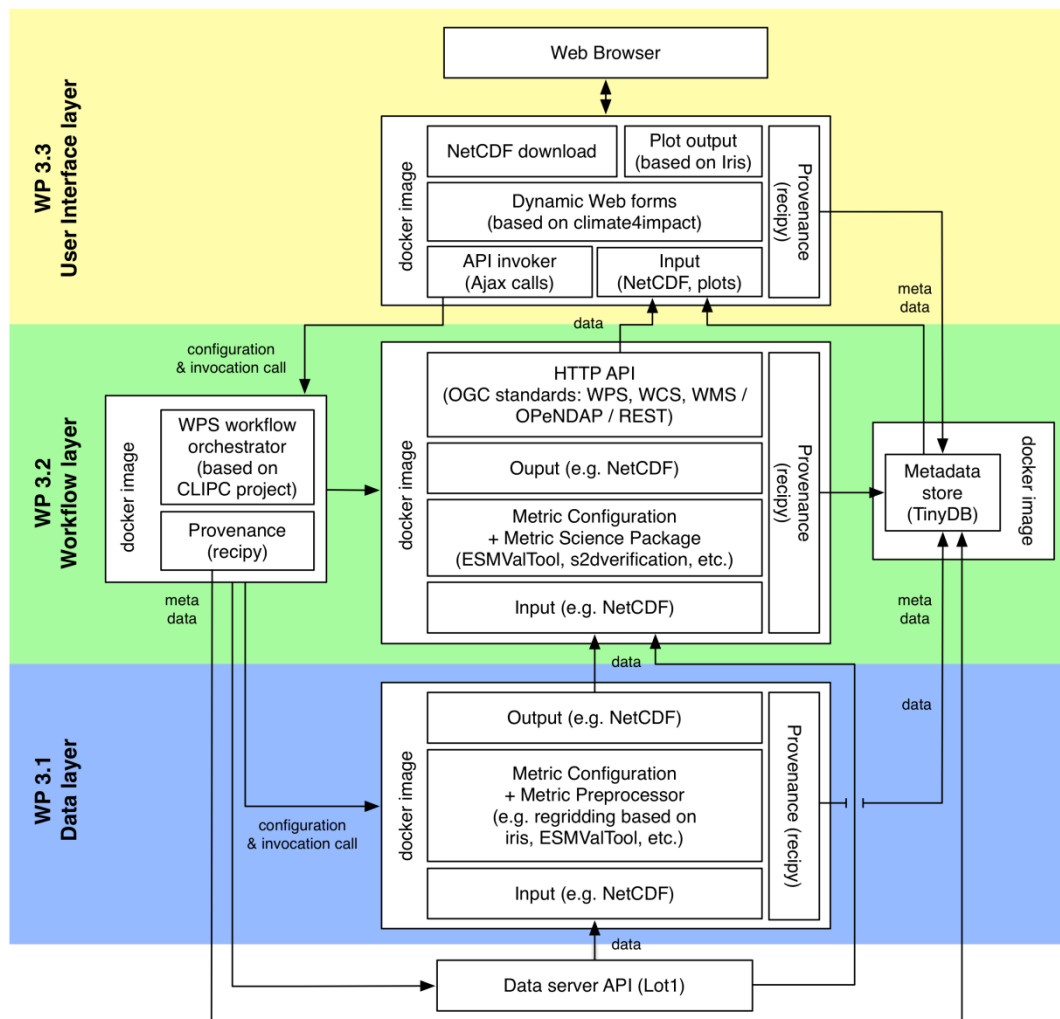 WP 3.3
User Interface layer
Web Browser
docker image
NetCDF download
Plot output
(based on Iris)
Provenance
(recipy)
Dynamic Web forms
(based on climate4impact)
API invoker
(Ajax calls)
Input
(NetCDF, plots)
meta
data
data
configuration
& invocation call
WP 3.2
Workflow layer
docker image
WPS workflow
orchestrator
(based on
CLIPC project)
Provenance
(recipy)
docker image
HTTP API
(OGC standards: WPS, WCS, WMS /
OPeNDAP / REST)
Ouput (e.g. NetCDF)
Metric Configuration
+ Metric Science Package
(ESMValTool, s2dverification, etc.)
Input (e.g. NetCDF)
Provenance
(recipy)
Metadata
store
(TinyDB)
docker image
meta
data
meta
data
data
WP 3.1
Data layer
docker image
Output (e.g. NetCDF)
Metric Configuration
+ Metric Preprocessor
(e.g. regridding based on
iris, ESMValTool, etc.)
Input (e.g. NetCDF)
Provenance (recipy)
data
configuration
& invocation call
data
Data server API (Lot1)